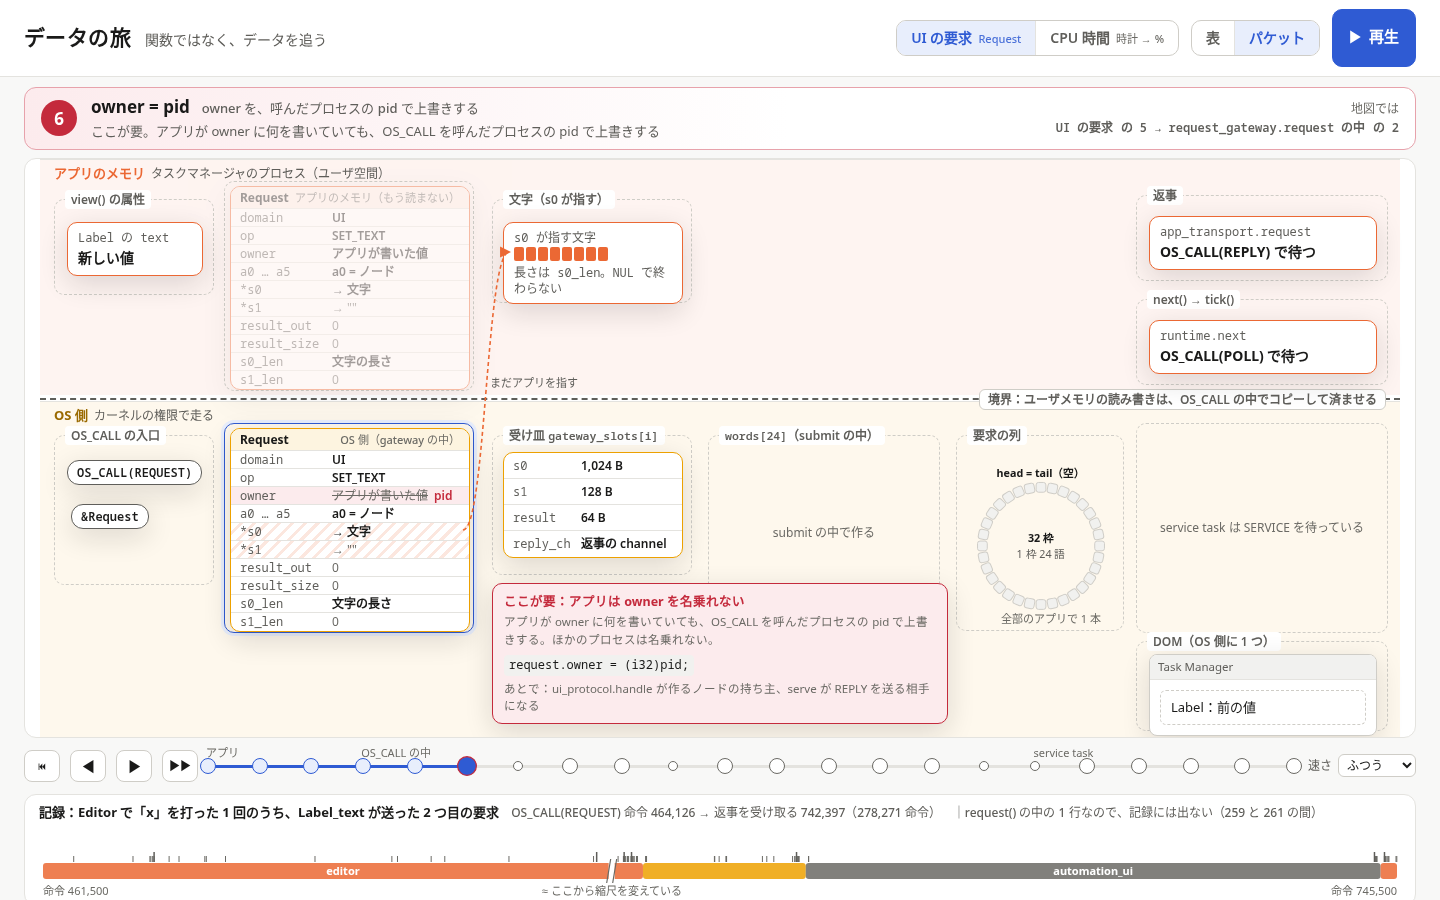 データの旅 関数ではなく、データを追う
UI の要求 Request
CPU 時間 時計 → %
表
パケット
▶ 再生
6
owner = pid owner を、呼んだプロセスの pid で上書きする
ここが要。アプリが owner に何を書いていても、OS_CALL を呼んだプロセスの pid で上書きする
地図では
UI の要求 の 5 → request_gateway.request の中 の 2
アプリのメモリ タスクマネージャのプロセス（ユーザ空間）
view() の属性
Label の text
新しい値
Request アプリのメモリ（もう読まない）
domain UI
op SET_TEXT
owner アプリが書いた値
a0 … a5 a0 = ノード
*s0 → 文字
*s1 → ""
result_out 0
result_size 0
s0_len 文字の長さ
s1_len 0
文字（s0 が指す）
s0 が指す文字
長さは s0_len。NUL で終
わらない
まだアプリを指す
返事
app_transport.request
OS_CALL(REPLY) で待つ
next() → tick()
runtime.next
OS_CALL(POLL) で待つ
境界：ユーザメモリの読み書きは、OS_CALL の中でコピーして済ませる
OS 側 カーネルの権限で走る
OS_CALL の入口
OS_CALL(REQUEST)
&Request
Request OS 側（gateway の中）
domain UI
op SET_TEXT
owner アプリが書いた値 pid
a0 … a5 a0 = ノード
*s0 → 文字
*s1 → ""
result_out 0
result_size 0
s0_len 文字の長さ
s1_len 0
受け皿 gateway_slots[i]
s0 1,024 B
s1 128 B
result 64 B
reply_ch 返事の channel
words[24]（submit の中）
submit の中で作る
要求の列
head = tail（空）
32 枠
1 枠 24 語
全部のアプリで 1 本
service task は SERVICE を待っている
ここが要：アプリは owner を名乗れない
アプリが owner に何を書いていても、OS_CALL を呼んだプロセスの pid で上書
きする。ほかのプロセスは名乗れない。
request.owner = (i32)pid;
あとで：ui_protocol.handle が作るノードの持ち主、serve が REPLY を送る相手
になる
DOM（OS 側に 1 つ）
Task Manager
Label：前の値
アプリ
OS_CALL の中
service task
速さ ふつう
記録：Editor で「x」を打った 1 回のうち、Label_text が送った 2 つ目の要求 OS_CALL(REQUEST) 命令 464,126 → 返事を受け取る 742,397（278,271 命令） request() の中の 1 行なので、記録には出ない（259 と 261 の間）
editor
automation_ui
命令 461,500
≈ ここから縮尺を変えている
命令 745,500